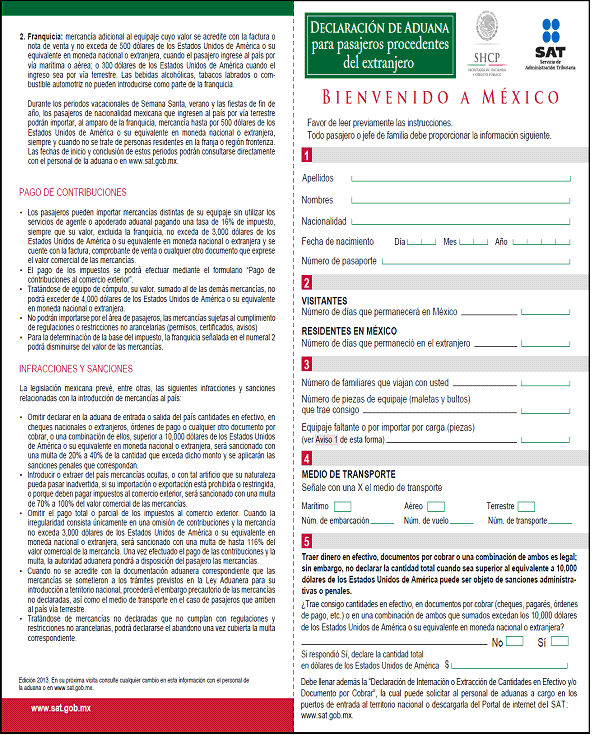 2. Franquicia: mercancía adicional al equipaje cuyo valor se acredite con la factura o
nota de venta y no exceda de 500 dólares de los Estados Unidos de América o su
equivalente en moneda nacional o extranjera, cuando el pasajero ingrese al país por
vía marítima o aérea; o 300 dólares de los Estados Unidos de América cuando el
ingreso sea por vía terrestre. Las bebidas alcohólicas, tabacos labrados o com-
bustible automotriz no pueden introducirse como parte de la franquicia.
Durante los periodos vacacionales de Semana Santa, verano y las fiestas de fin de
año, los pasajeros de nacionalidad mexicana que ingresen al país por vía terrestre
podrán importar, al amparo de la franquicia, mercancía hasta por 500 dólares de los
Estados Unidos de América o su equivalente en moneda nacional o extranjera,
siempre y cuando no se trate de personas residentes en la franja o región fronteriza.
Las fechas de inicio y conclusión de estos periodos podrán consultarse directamente
con el personal de la aduana o en www.sat.gob.mx.
PAGO DE CONTRIBUCIONES
• Los pasajeros pueden importar mercancías distintas de su equipaje sin utilizar los
servicios de agente o apoderado aduanal pagando una tasa de 16% de impuesto,
siempre que su valor, excluida la franquicia, no exceda de 3,000 dólares de los
Estados Unidos de América o su equivalente en moneda nacional o extranjera y se
cuente con la factura, comprobante de venta o cualquier otro documento que exprese
el valor comercial de las mercancías.
• El pago de los impuestos se podrá efectuar mediante el formulario "Pago de
contribuciones al comercio exterior".
• Tratándose de equipo de cómputo, su valor, sumado al de las demás mercancías, no
podrá exceder de 4,000 dólares de los Estados Unidos de América o su equivalente
en moneda nacional o extranjera.
• No podrán importarse por el área de pasajeros, las mercancías sujetas al cumplimiento
de regulaciones o restricciones no arancelarias (permisos, certificados, avisos)
• Para la determinación de la base del impuesto, la franquicia señalada en el numeral 2
podrá disminuirse del valor de las mercancías.
INFRACCIONES Y SANCIONES
La legislación mexicana prevé, entre otras, las siguientes infracciones y sanciones
relacionadas con la introducción de mercancías al país:
• Omitir declarar en la aduana de entrada o salida del país cantidades en efectivo, en
cheques nacionales o extranjeros, órdenes de pago o cualquier otro documento por
cobrar, o una combinación de ellos, superior a 10,000 dólares de los Estados Unidos
de América o su equivalente en moneda nacional o extranjera, será sancionado con
una multa de 20% a 40% de la cantidad que exceda dicho monto y se aplicarán las
sanciones penales que correspondan.
• Introducir o extraer del país mercancías ocultas, o con tal artificio que su naturaleza
pueda pasar inadvertida, si su importación o exportación está prohibida o restringida,
o porque deben pagar impuestos al comercio exterior, será sancionado con una multa
de 70% a 100% del valor comercial de las mercancías.
• Omitir el pago total o parcial de los impuestos al comercio exterior. Cuando la
irregularidad consista únicamente en una omisión de contribuciones y la mercancía
no exceda 3,000 dólares de los Estados Unidos de América o su equivalente en
moneda nacional o extranjera, será sancionado con una multa de hasta 116% del
valor comercial de la mercancía. Una vez efectuado el pago de las contribuciones y la
multa, la autoridad aduanera pondrá a disposición del pasajero las mercancías.
• Cuando no se acredite con la documentación aduanera correspondiente que las
mercancías se sometieron a los trámites previstos en la Ley Aduanera para su
introducción a territorio nacional, procederá el embargo precautorio de las mercancías
no declaradas, así como el medio de transporte en el caso de pasajeros que arriben
al país vía terrestre.
• Tratándose de mercancías no declaradas que no cumplan con regulaciones y
restricciones no arancelarias, podrá declararse el abandono una vez cubierta la multa
correspondiente.
Edición 2013. En su próxima visita consulte cualquier cambio en esta información con el personal de
la aduana o en www.sat.gob.mx.
www.sat.gob.mx
DECLARACIÓN DE ADUANA
para pasajeros procedentes
del extranjero
SHCP
SECRETARÍA DE HACIENDA
Y CRÉDITO PÚBLICO
SAT
Servicio de
Administración Tributaria
BIENVENIDO A MÉXICO
Favor de leer previamente las instrucciones.
Todo pasajero o jefe de familia debe proporcionar la información siguiente.
1
Apellidos
Nombres
Nacionalidad
Fecha de nacimiento Día Mes Año
Número de pasaporte
2
VISITANTES
Número de días que permanecerá en México
RESIDENTES EN MÉXICO
Número de días que permaneció en el extranjero
3
Número de familiares que viajan con usted
Número de piezas de equipaje (maletas y bultos)
que trae consigo
Equipaje faltante o por importar por carga (piezas)
(ver Aviso 1 de esta forma)
4
MEDIO DE TRANSPORTE
Señale con una X el medio de transporte
Marítimo Aéreo Terrestre
Núm. de embarcación Núm. de vuelo Núm. de transporte
5
Traer dinero en efectivo, documentos por cobrar o una combinación de ambos es legal;
sin embargo, no declarar la cantidad total cuando sea superior al equivalente a 10,000
dólares de los Estados Unidos de América puede ser objeto de sanciones administra-
tivas o penales.
¿Trae consigo cantidades en efectivo, en documentos por cobrar (cheques, pagarés, órdenes
de pago, etc.) o en una combinación de ambos que sumados excedan los 10,000 dólares
de los Estados Unidos de América o su equivalente en moneda nacional o extranjera?
No Sí
Si respondió Sí, declare la cantidad total
en dólares de los Estados Unidos de América $
Debe llenar además la "Declaración de Internación o Extracción de Cantidades en Efectivo y/o
Documento por Cobrar", la cual puede solicitar al personal de aduanas a cargo en los
puertos de entrada al territorio nacional o descargarla del Portal de internet del SAT:
www.sat.gob.mx.